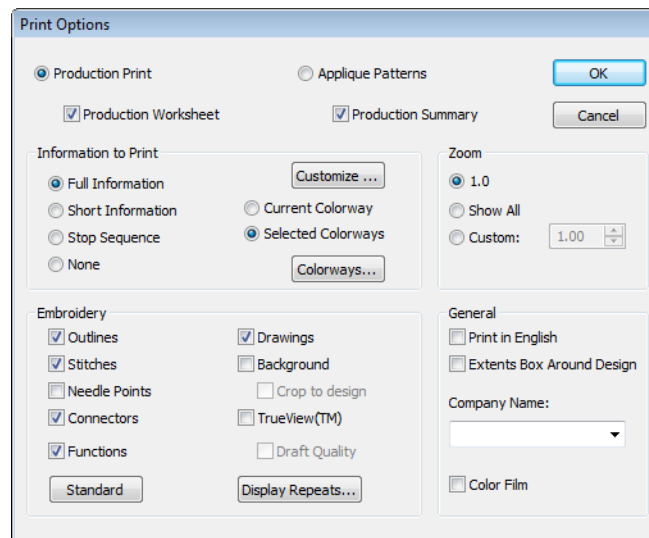 Print Options
Production Print
Applique Patterns
OK
Production Worksheet
Production Summary
Cancel
Information to Print
Full Information
Customize ...
Short Information
Current Colorway
Stop Sequence
Selected Colorways
None
Colorways...
Zoom
1.0
Show All
Custom:
1.00
Embroidery
Outlines
Drawings
Stitches
Background
Needle Points
Crop to design
Connectors
TrueView(TM)
Functions
Draft Quality
Standard
Display Repeats...
General
Print in English
Extents Box Around Design
Company Name:
Color Film